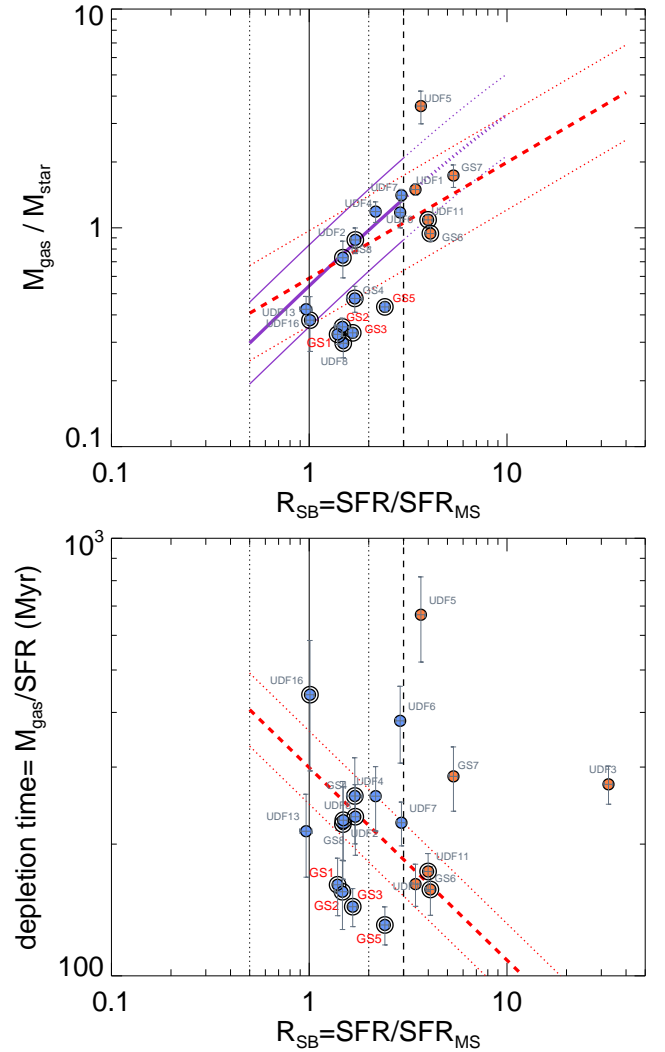 10
UDF5
GS7
UDF7
UDF1
UDF4
UDF11
UDF2
GS6
GS8
GS4
GS5
UDF13
GS2
UDF16
GS3
GS1
UDF8
1
0.1
M_gas / M_star
0.1 1 10
R_SB=SFR/SFR_MS
10^3
UDF5
UDF16
UDF6
GS7
UDF3
UDF4
UDF13
UDF7
UDF2
GS8
UDF11
GS1
GS6
GS3
GS2
GS5
100
depletion time= M_gas/SFR (Myr)
0.1 1 10
R_SB=SFR/SFR_MS